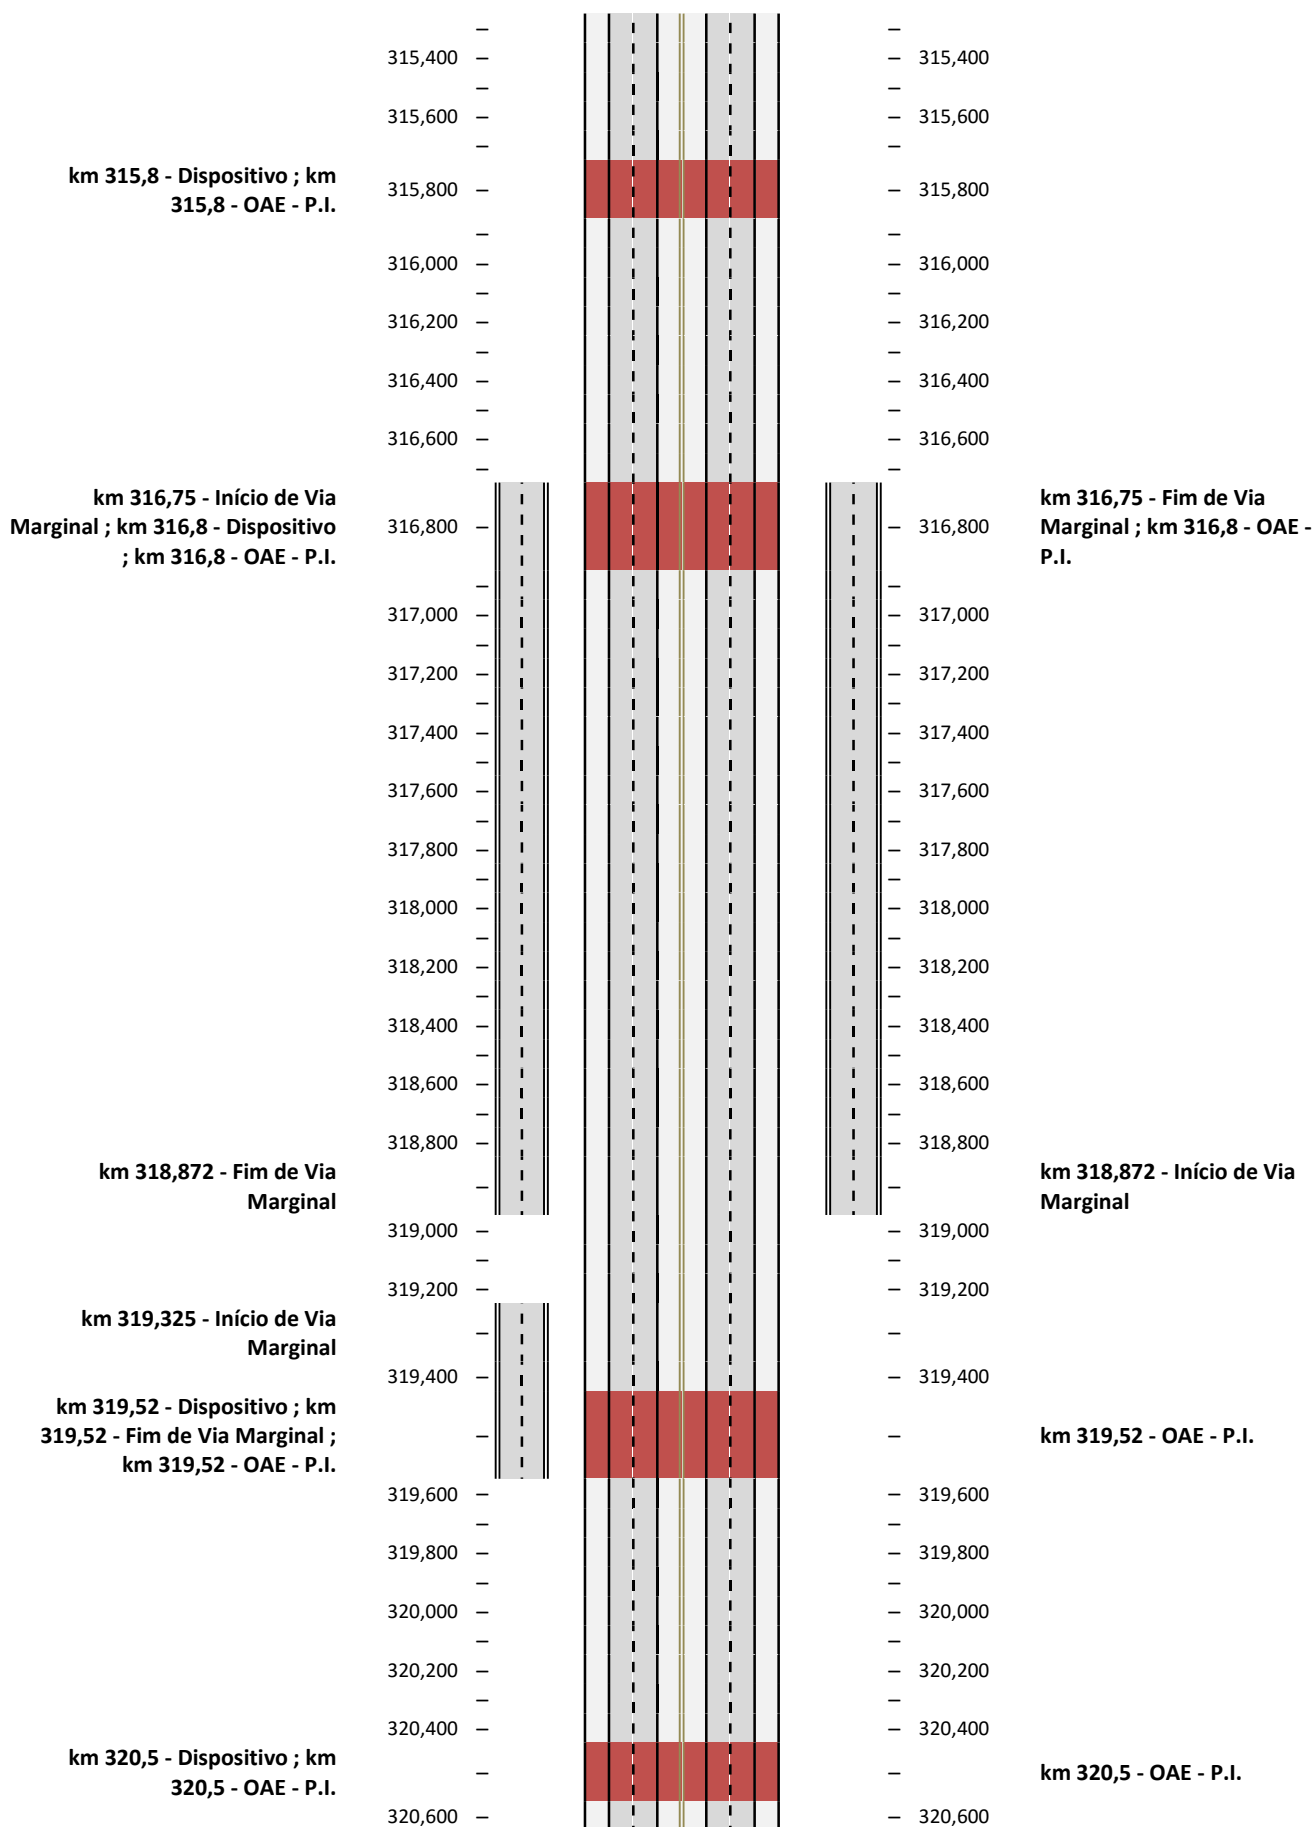 315,400 – – 315,400
315,600 – – 315,600
km 315,8 - Dispositivo ; km
315,8 - OAE - P.I.
315,800 – – 315,800
316,000 – – 316,000
316,200 – – 316,200
316,400 – – 316,400
316,600 – – 316,600
km 316,75 - Início de Via
Marginal ; km 316,8 - Dispositivo
; km 316,8 - OAE - P.I.
316,800 – – 316,800
km 316,75 - Fim de Via
Marginal ; km 316,8 - OAE -
P.I.
317,000 – – 317,000
317,200 – – 317,200
317,400 – – 317,400
317,600 – – 317,600
317,800 – – 317,800
318,000 – – 318,000
318,200 – – 318,200
318,400 – – 318,400
318,600 – – 318,600
318,800 – – 318,800
km 318,872 - Fim de Via
Marginal
km 318,872 - Início de Via
Marginal
319,000 – – 319,000
319,200 – – 319,200
km 319,325 - Início de Via
Marginal
319,400 – – 319,400
km 319,52 - Dispositivo ; km
319,52 - Fim de Via Marginal ;
km 319,52 - OAE - P.I.
km 319,52 - OAE - P.I.
319,600 – – 319,600
319,800 – – 319,800
320,000 – – 320,000
320,200 – – 320,200
320,400 – – 320,400
km 320,5 - Dispositivo ; km
320,5 - OAE - P.I.
km 320,5 - OAE - P.I.
320,600 – – 320,600